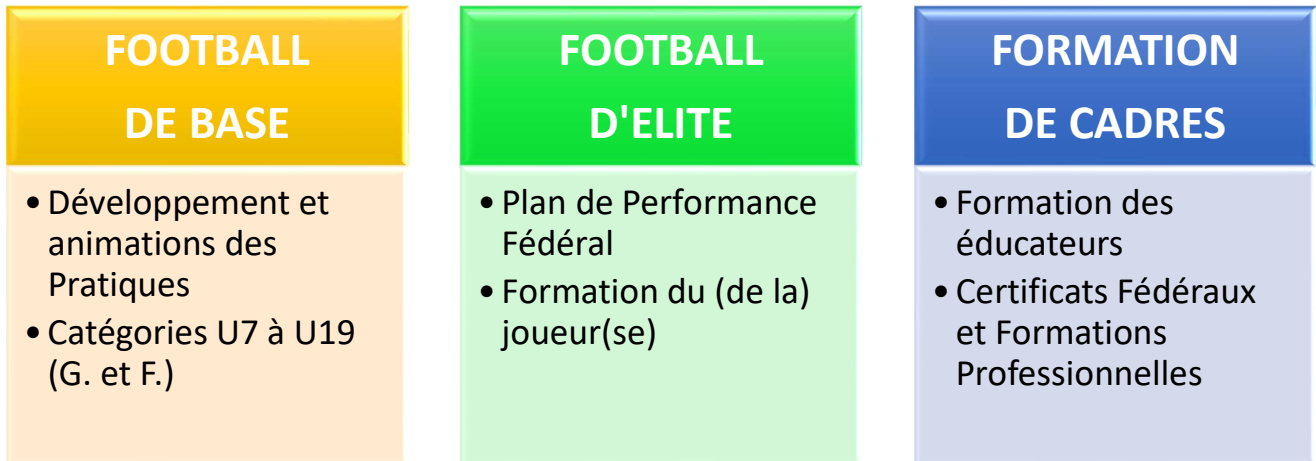 FOOTBALL
DE BASE
• Développement et
animations des
Pratiques
• Catégories U7 à U19
(G. et F.)
FOOTBALL
D'ELITE
• Plan de Performance
Fédéral
• Formation du (de la)
joueur(se)
FORMATION
DE CADRES
• Formation des
éducateurs
• Certificats Fédéraux
et Formations
Professionnelles